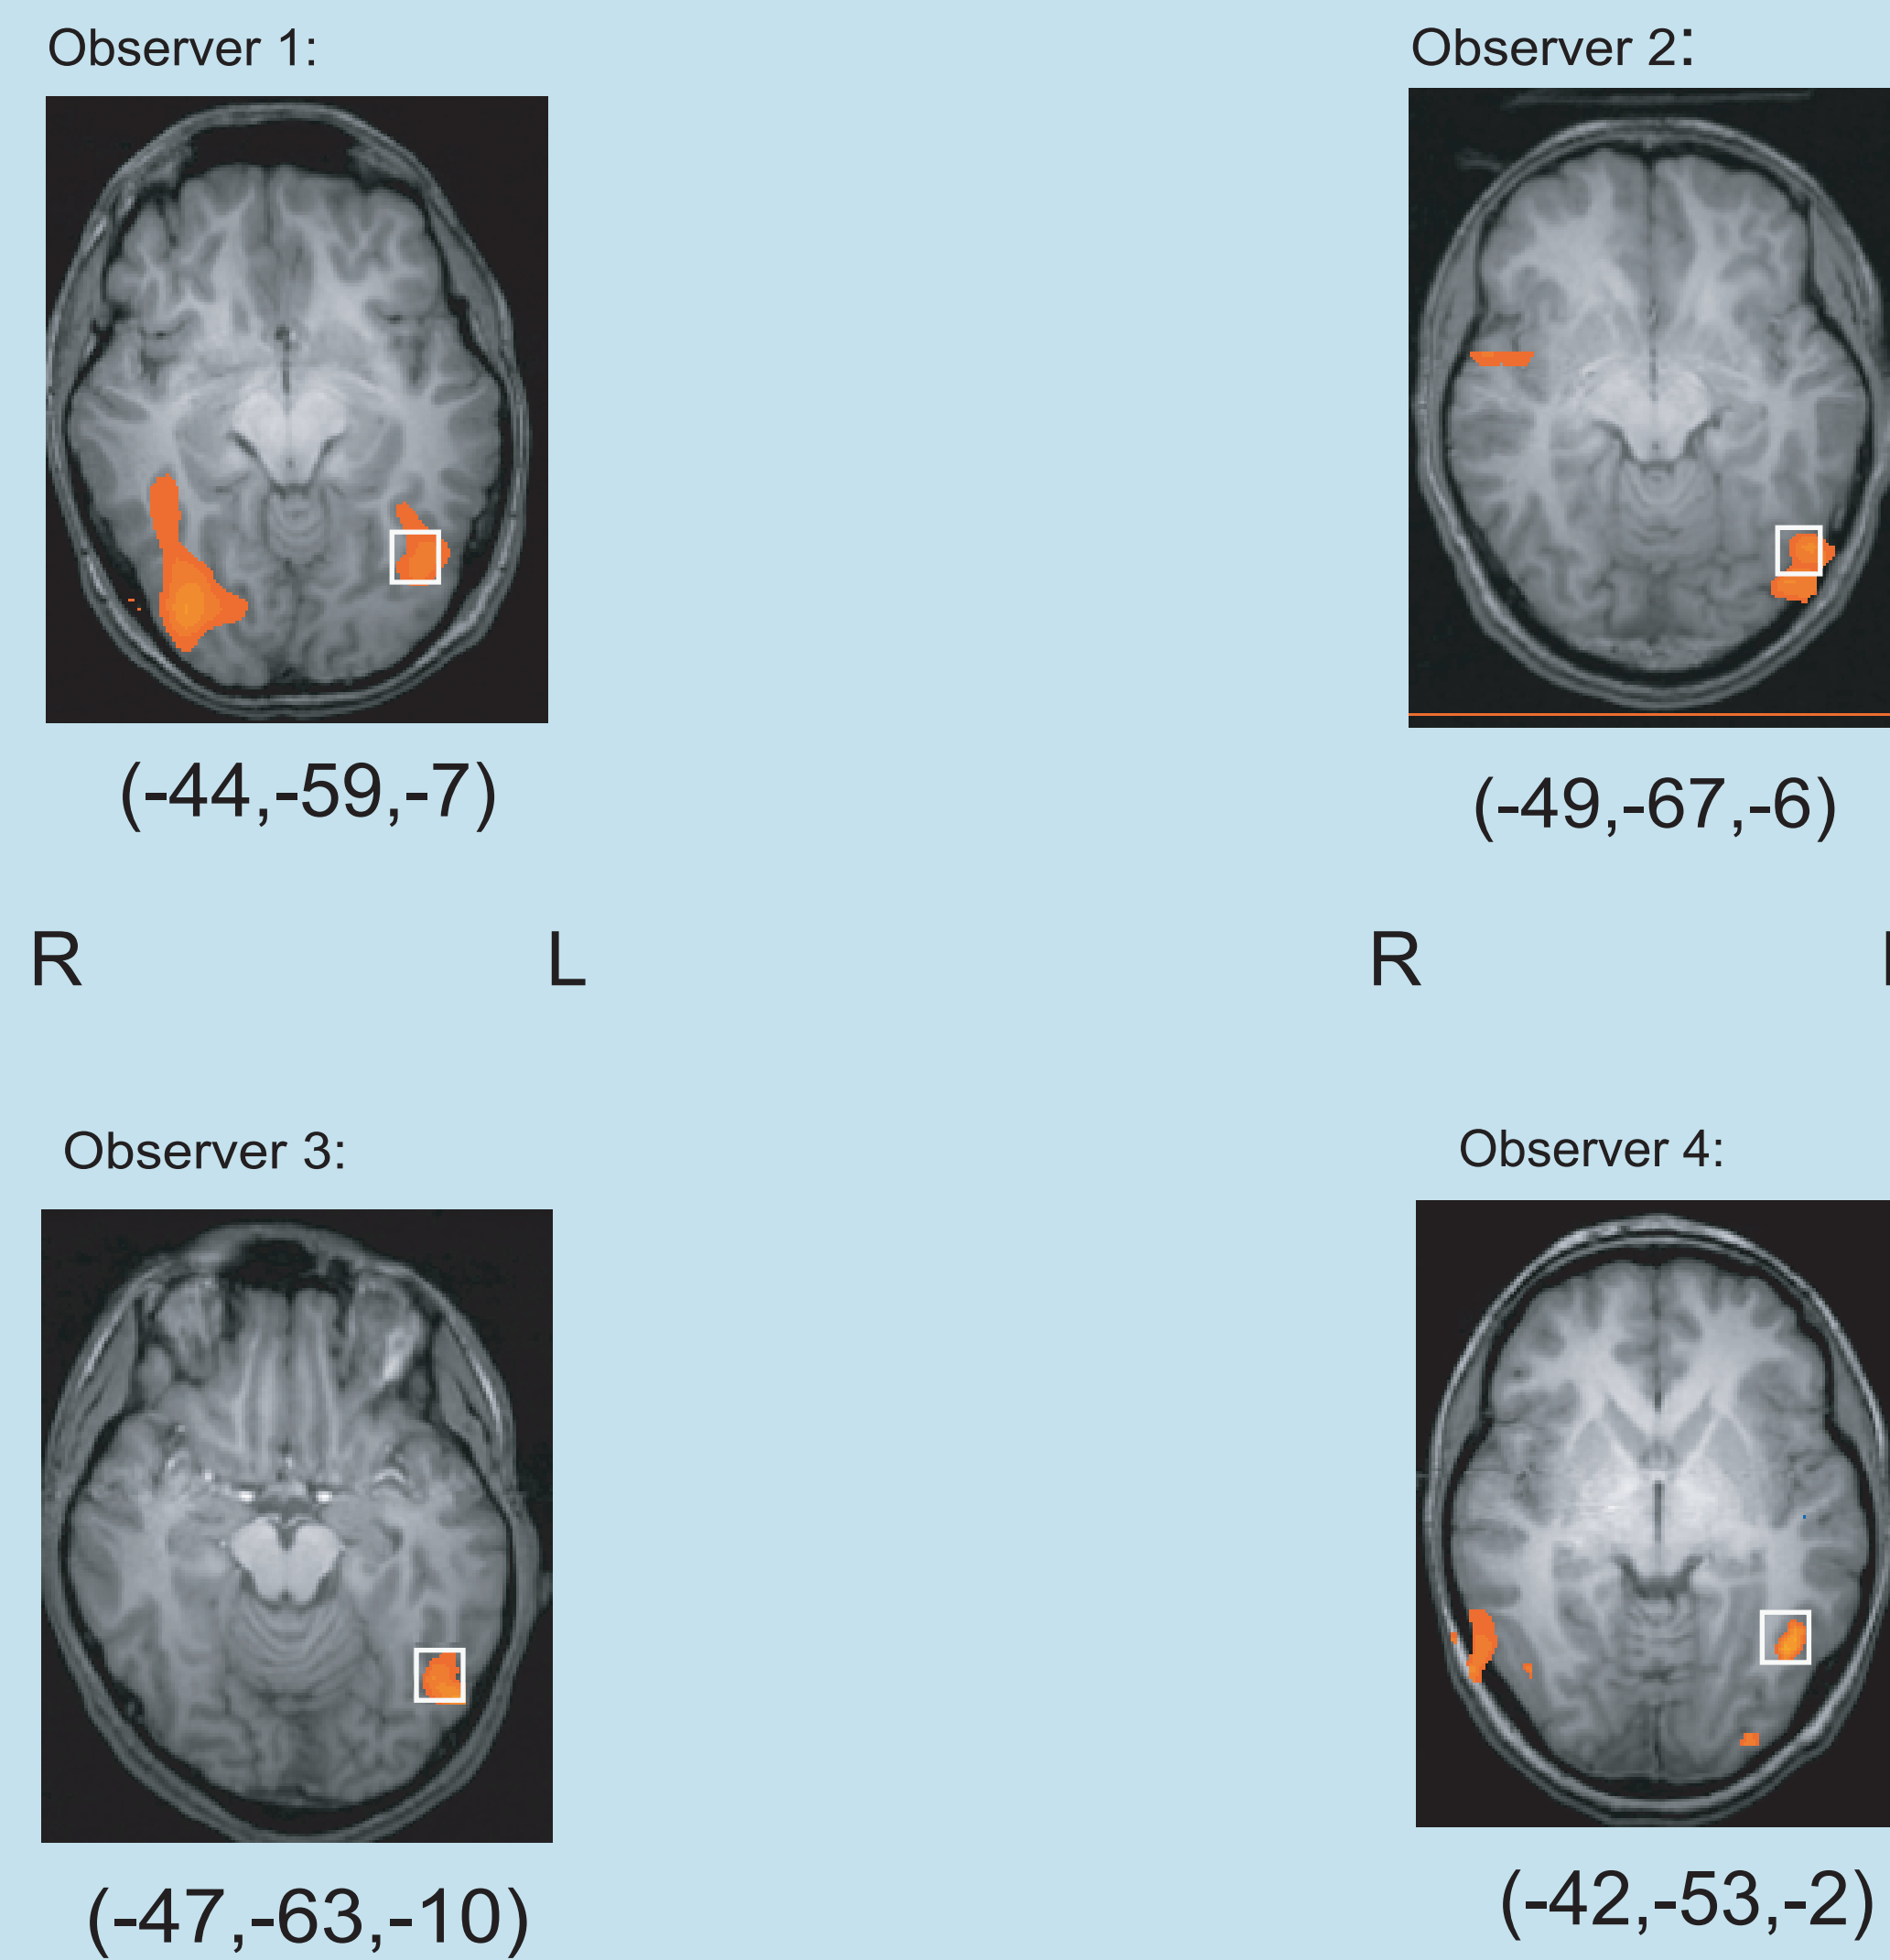 Observer 1:
Observer 2:
(-44,-59,-7)
(-49,-67,-6)
R L
R
Observer 3:
Observer 4:
(-47,-63,-10)
(-42,-53,-2)